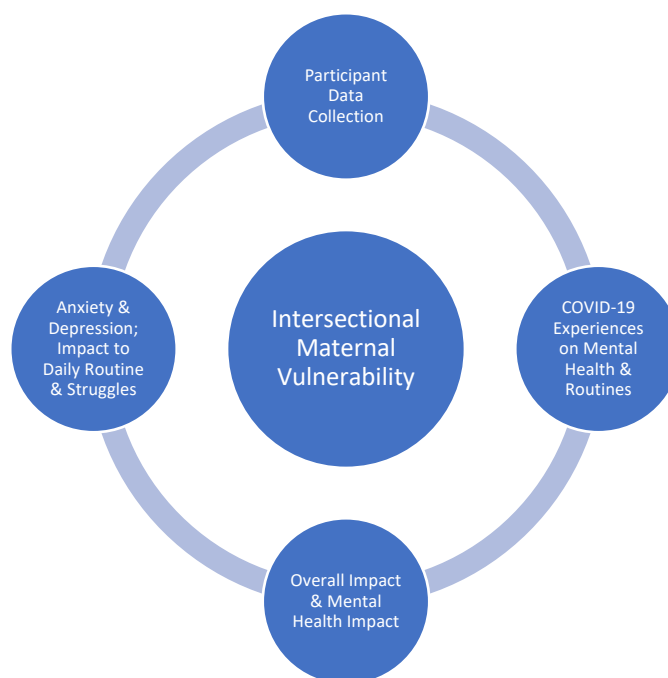 Participant
Data
Collection
Anxiety &
Depression;
Impact to
Daily Routine
& Struggles
Intersectional
Maternal
Vulnerability
COVID-19
Experiences
on Mental
Health &
Routines
Overall Impact
& Mental
Health Impact